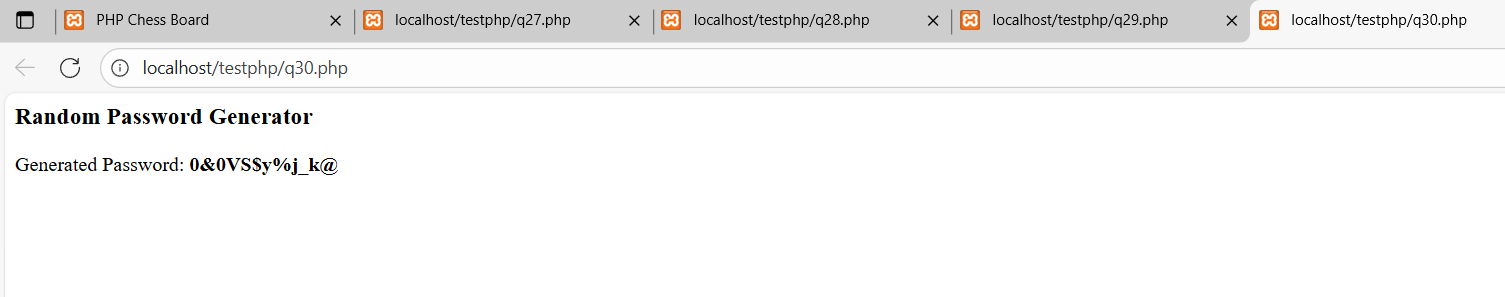 PHP Chess Board
localhost/testphp/q27.php
localhost/testphp/q28.php
localhost/testphp/q29.php
localhost/testphp/q30.php
localhost/testphp/q30.php
Random Password Generator
Generated Password: 0&0VS$y%j_k@